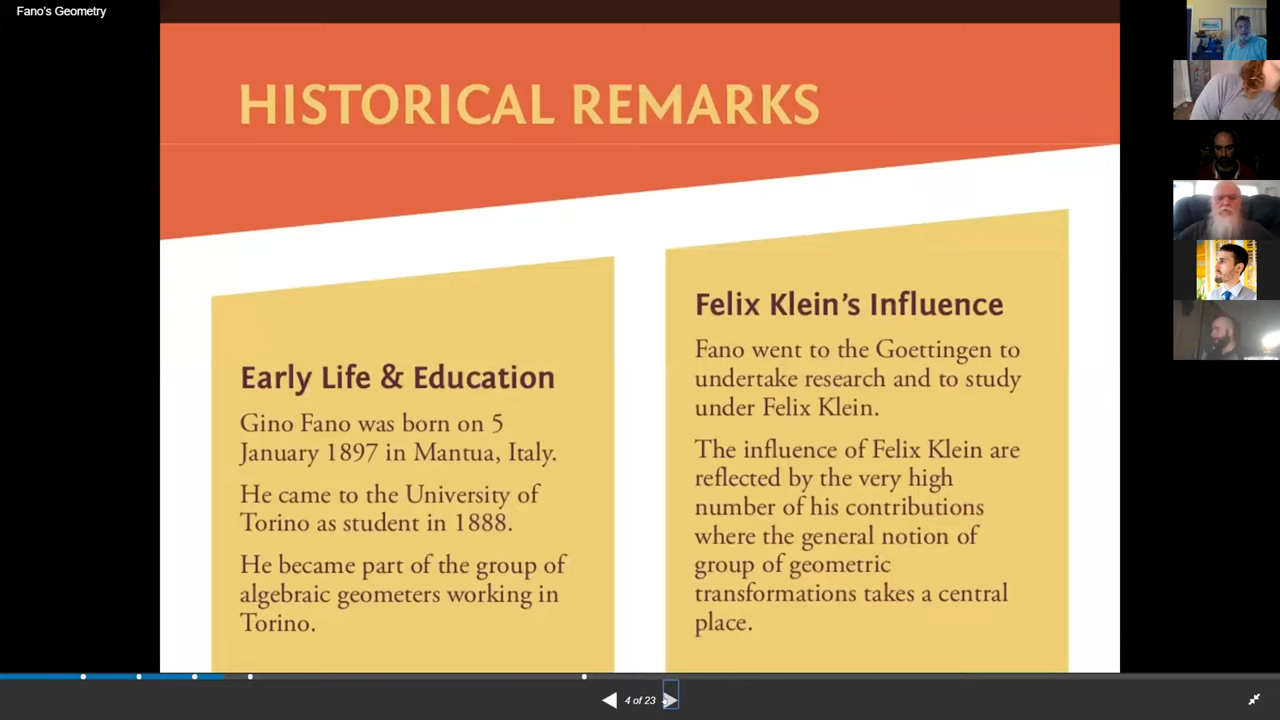 Fano's Geometry
HISTORICAL REMARKS
Early Life & Education
Gino Fano was born on 5
January 1897 in Mantua, Italy.
He came to the University of
Torino as student in 1888.
He became part of the group of
algebraic geometers working in
Torino.
Felix Klein's Influence
Fano went to the Goettingen to
undertake research and to study
under Felix Klein.
The influence of Felix Klein are
reflected by the very high
number of his contributions
where the general notion of
group of geometric
transformations takes a central
place.
4 of 23